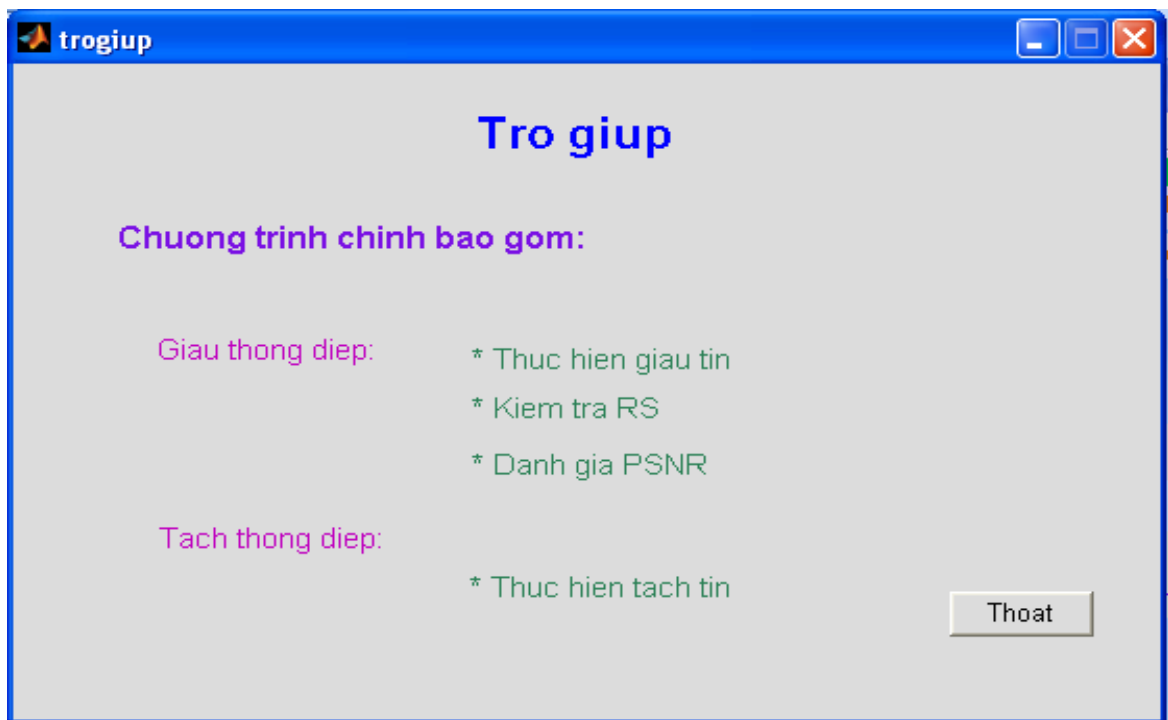 trogiup
Tro giup
Chuong trinh chinh bao gom:
Giau thong diep:
* Thuc hien giau tin
* Kiem tra RS
* Danh gia PSNR
Tach thong diep:
* Thuc hien tach tin
Thoat